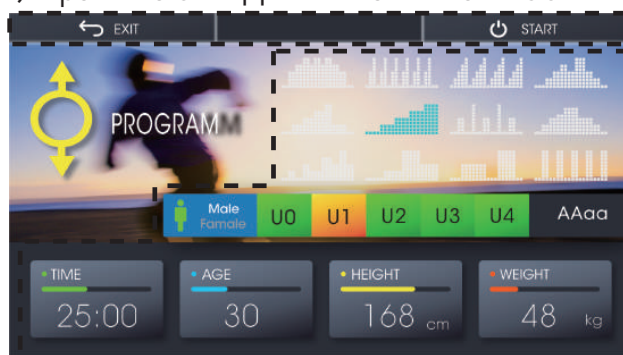 EXIT START
PROGRAM
Male
Famale
U0 U1 U2 U3 U4 AAaa
TIME AGE HEIGHT WEIGHT
25:00 30 168 cm 48 kg